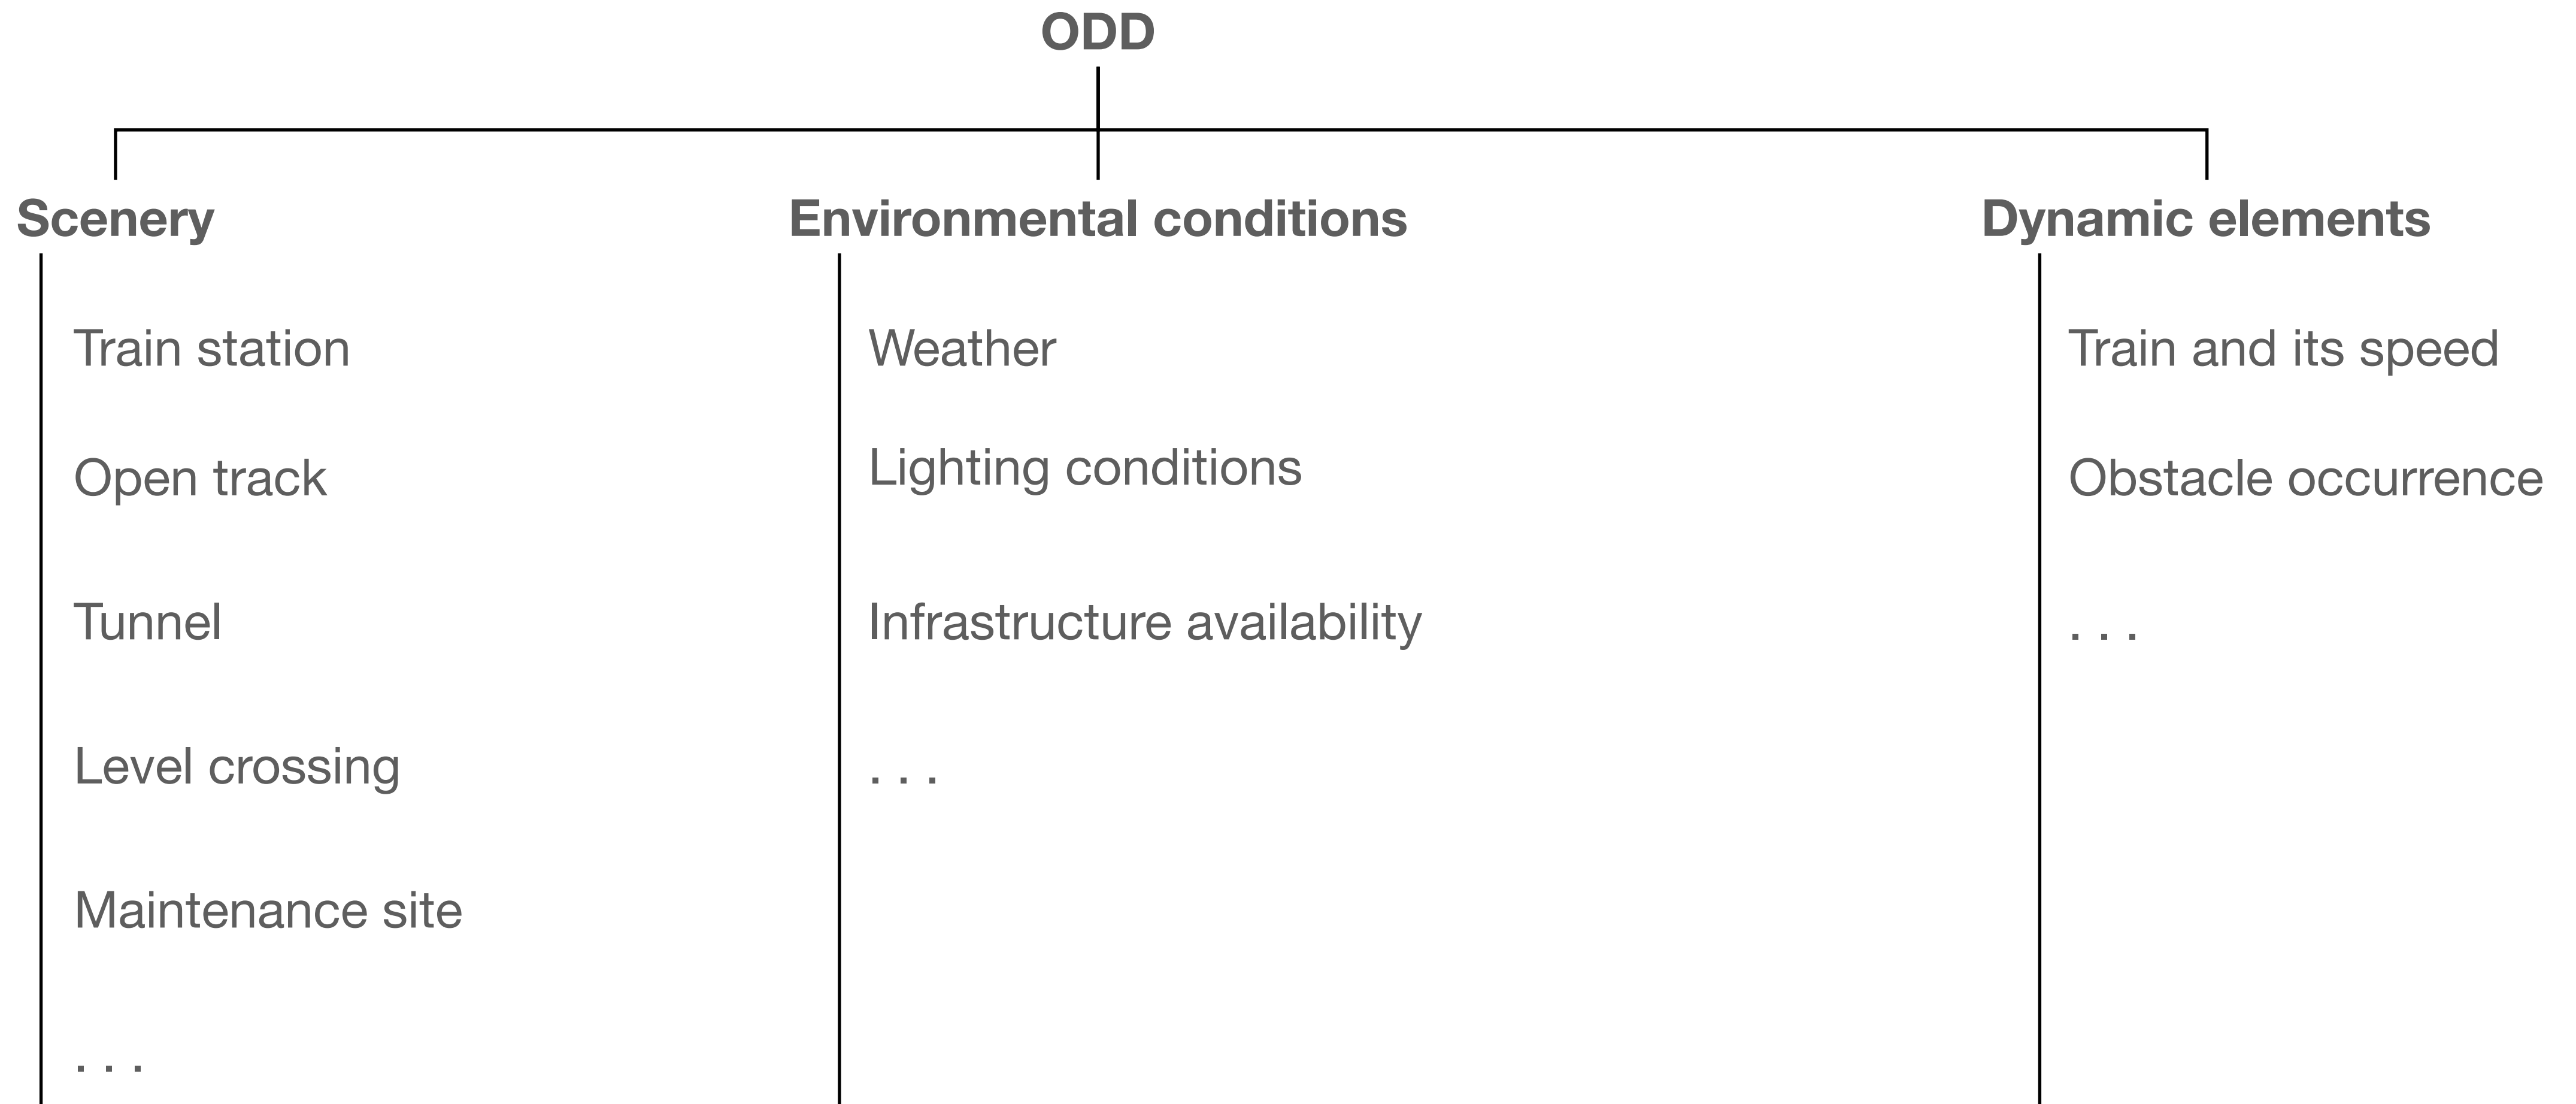 ODD
Scenery
Train station
Open track
Tunnel
Level crossing
Maintenance site
. . .
Environmental conditions
Weather
Lighting conditions
Infrastructure availability
. . .
Dynamic elements
Train and its speed
Obstacle occurrence
. . .